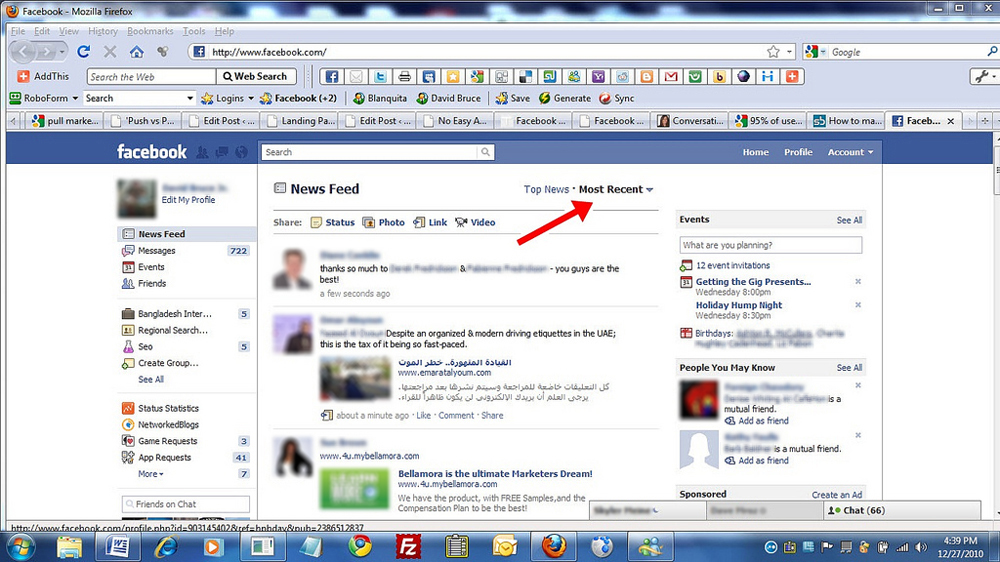 Facebook - Mozilla Firefox
File Edit View History Bookmarks Tools Help
http://www.facebook.com/
Google
AddThis
Search the Web
Web Search
RoboForm
Search
Logins
Facebook (+2)
Blanquita
David Bruce
Save
Generate
Sync
pull marke...
'Push vs P...
Edit Post ‹ ...
Landing Pa...
Edit Post ‹ ...
No Easy A...
Facebook ...
Facebook ...
Conversati...
95% of use...
How to ma...
Faceb...
facebook
Search
Home Profile Account
Edit My Profile
News Feed
Messages 722
Events
Friends
Bangladesh Inter... 5
Regional Search...
Seo 5
Create Group...
See All
Status Statistics
NetworkedBlogs
Game Requests 3
App Requests 41
More 7
Friends on Chat
News Feed
Top News · Most Recent
Share: Status Photo Link Video
thanks so much to & - you guys are the
best!
a few seconds ago
Despite an organized & modern driving etiquettes in the UAE;
this is the tax of it being so fast-paced.
القيادة المتهورة.. خطر الموت
www.emaratalyoum.com
كل التعليقات خاضعة للمراجعة وسيتم نشرها بعد مراجعتها.
يرجى العلم أن بريدك الإلكتروني لن يكون ظاهراً للقراء.
about a minute ago · Like · Comment · Share
www.4u.mybellamora.com
Bellamora is the ultimate Marketers Dream!
www.4u.mybellamora.com
We have the product, with FREE Samples,and the
Compensation Plan to be the best!
Events See All
What are you planning?
12 event invitations
Getting the Gig Presents...
Wednesday 8:00pm
Holiday Hump Night
Wednesday 8:30pm
Birthdays:
People You May Know See All
is a
mutual friend.
Add as friend
is a mutual friend.
Add as friend
Sponsored Create an Ad
Chat (66)
http://www.facebook.com/profile.php?id=903145402&ref=hpbday&pub=2386512837
4:39 PM
12/27/2010